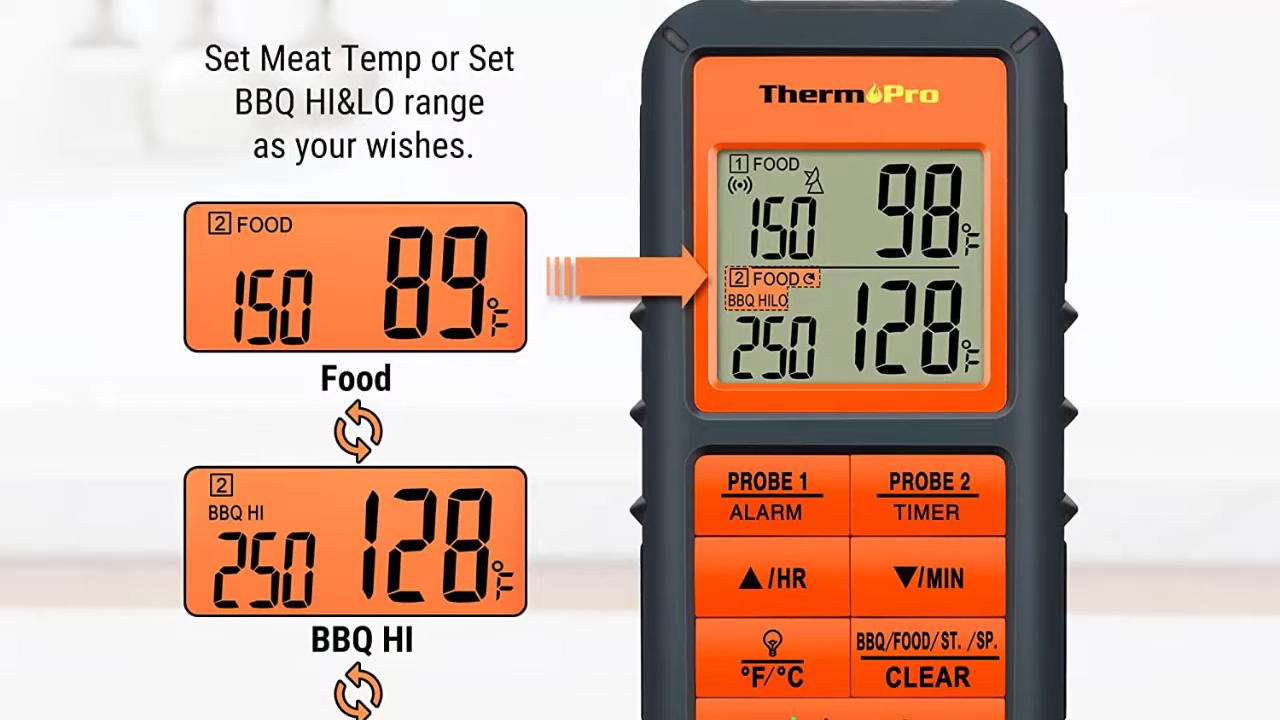 Set Meat Temp or Set
BBQ HI&LO range
as your wishes.
2 FOOD
150 89°F
Food
2
BBQ HI
250 128°F
BBQ HI
ThermoPro
1 FOOD
150 98°F
2 FOOD
BBQ HILO
250 128°F
PROBE 1
ALARM
PROBE 2
TIMER
▲/HR
▼/MIN
°F/°C
BBQ/FOOD/ST./SP.
CLEAR